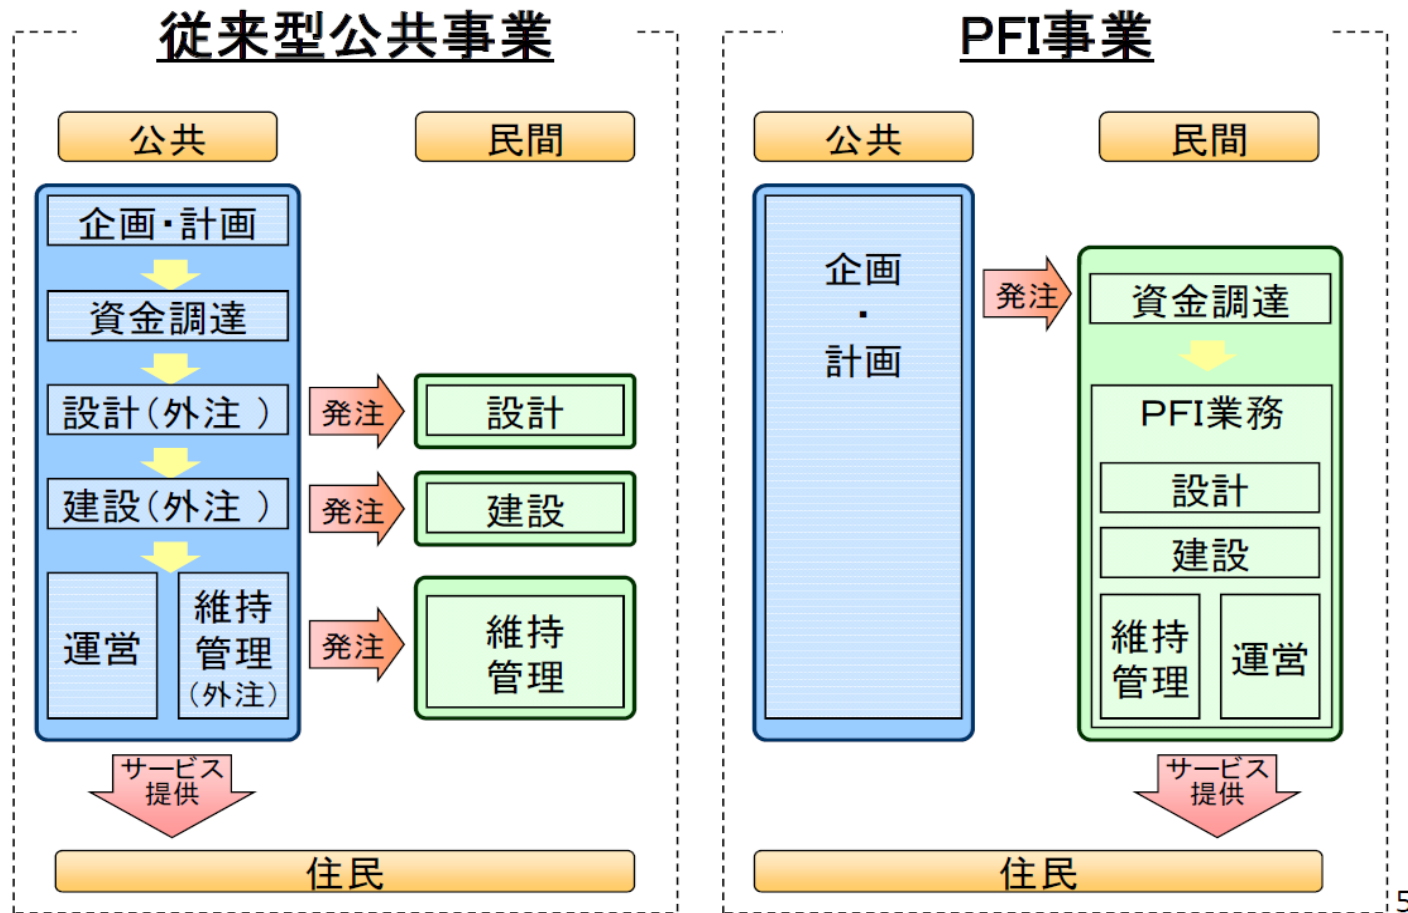 従来型公共事業
公共
民間
企画・計画
資金調達
設計(外注 )
発注
設計
建設(外注 )
発注
建設
運営
維持
管理
(外注)
発注
維持
管理
サービス
提供
住民
PFI事業
公共
民間
企画
・
計画
発注
資金調達
PFI業務
設計
建設
維持
管理
運営
サービス
提供
住民
5